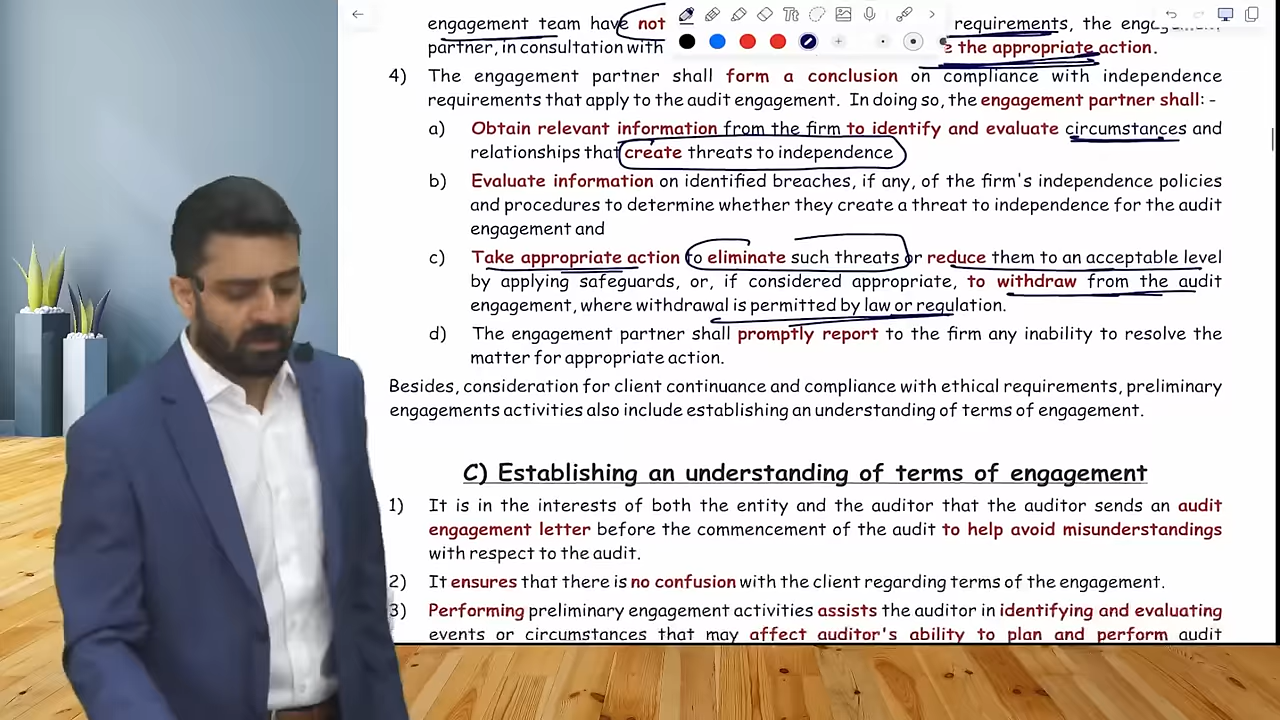 engagement team have not requirements, the
partner, in consultation with the appropriate action.
4) The engagement partner shall form a conclusion on compliance with independence
requirements that apply to the audit engagement. In doing so, the engagement partner shall: -
a) Obtain relevant information from the firm to identify and evaluate circumstances and
relationships that create threats to independence
b) Evaluate information on identified breaches, if any, of the firm's independence policies
and procedures to determine whether they create a threat to independence for the audit
engagement and
c) Take appropriate action to eliminate such threats or reduce them to an acceptable level
by applying safeguards, or, if considered appropriate, to withdraw from the audit
engagement, where withdrawal is permitted by law or regulation.
d) The engagement partner shall promptly report to the firm any inability to resolve the
matter for appropriate action.
Besides, consideration for client continuance and compliance with ethical requirements, preliminary
engagements activities also include establishing an understanding of terms of engagement.
C) Establishing an understanding of terms of engagement
1) It is in the interests of both the entity and the auditor that the auditor sends an audit
engagement letter before the commencement of the audit to help avoid misunderstandings
with respect to the audit.
2) It ensures that there is no confusion with the client regarding terms of the engagement.
3) Performing preliminary engagement activities assists the auditor in identifying and evaluating
events or circumstances that may affect auditor's ability to plan and perform audit